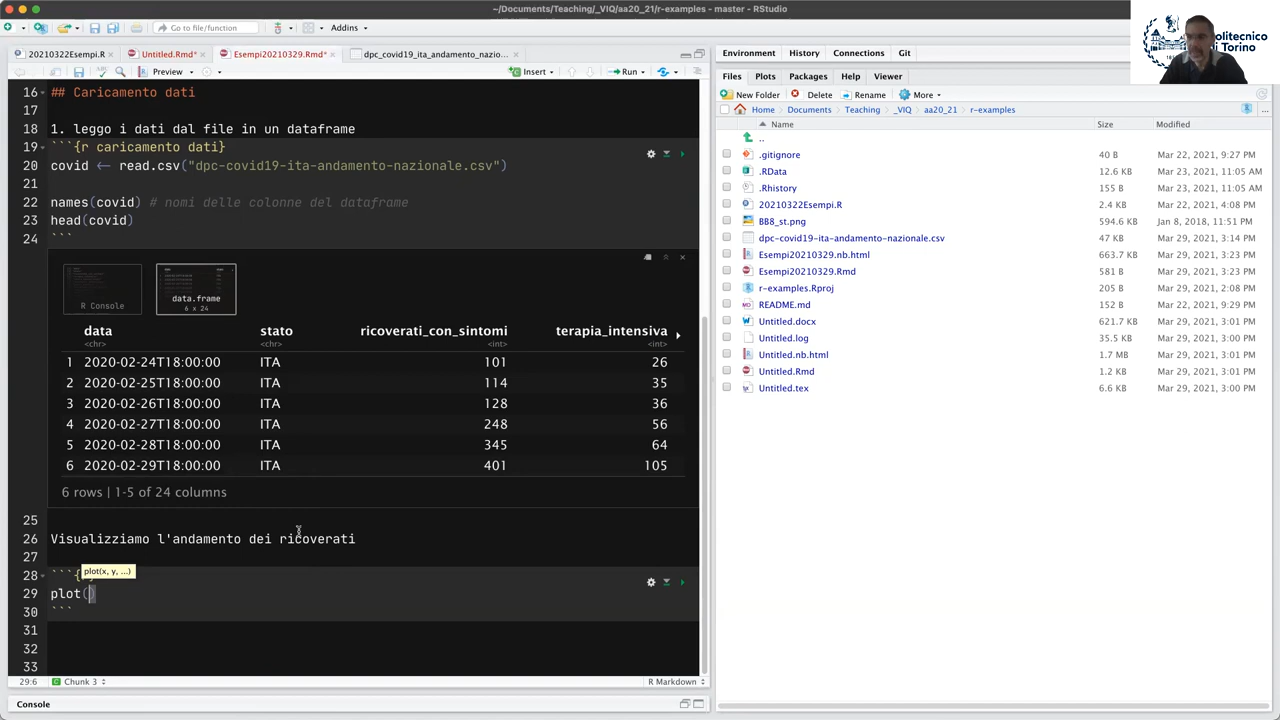 ~/Documents/Teaching/_VIQ/aa20_21/r-examples - master - RStudio
Go to file/function
Addins
20210322Esempi.R
Untitled.Rmd*
Esempi20210329.Rmd*
dpc_covid19_ita_andamento_nazio...
Preview
Insert
Run
16 ## Caricamento dati
17
18 1. leggo i dati dal file in un dataframe
19 ```{r caricamento dati}
20 covid <- read.csv("dpc-covid19-ita-andamento-nazionale.csv")
21
22 names(covid) # nomi delle colonne del dataframe
23 head(covid)
24 ```
R Console
data.frame
6 x 24
data stato ricoverati_con_sintomi terapia_intensiva
<chr> <chr> <int> <int>
1 2020-02-24T18:00:00 ITA 101 26
2 2020-02-25T18:00:00 ITA 114 35
3 2020-02-26T18:00:00 ITA 128 36
4 2020-02-27T18:00:00 ITA 248 56
5 2020-02-28T18:00:00 ITA 345 64
6 2020-02-29T18:00:00 ITA 401 105
6 rows | 1-5 of 24 columns
25
26 Visualizziamo l'andamento dei ricoverati
27
plot(x, y, ...)
28 ```{
29 plot()
30 ```
31
32
33
29:6 Chunk 3 R Markdown
Console
Environment History Connections Git
Files Plots Packages Help Viewer
New Folder Delete Rename More
Home Documents Teaching _VIQ aa20_21 r-examples ...
Name Size Modified
..
.gitignore 40 B Mar 22, 2021, 9:27 PM
.RData 12.6 KB Mar 23, 2021, 11:05 AM
.Rhistory 155 B Mar 23, 2021, 11:05 AM
20210322Esempi.R 2.4 KB Mar 22, 2021, 4:08 PM
BB8_st.png 594.6 KB Jan 8, 2018, 11:51 PM
dpc-covid19-ita-andamento-nazionale.csv 47 KB Mar 29, 2021, 3:14 PM
Esempi20210329.nb.html 663.7 KB Mar 29, 2021, 3:23 PM
Esempi20210329.Rmd 581 B Mar 29, 2021, 3:23 PM
r-examples.Rproj 205 B Mar 29, 2021, 2:08 PM
README.md 152 B Mar 22, 2021, 9:29 PM
Untitled.docx 621.7 KB Mar 29, 2021, 3:01 PM
Untitled.log 35.5 KB Mar 29, 2021, 3:00 PM
Untitled.nb.html 1.7 MB Mar 29, 2021, 3:01 PM
Untitled.Rmd 1.2 KB Mar 29, 2021, 3:01 PM
Untitled.tex 6.6 KB Mar 29, 2021, 3:00 PM
olitecnico
di Torino